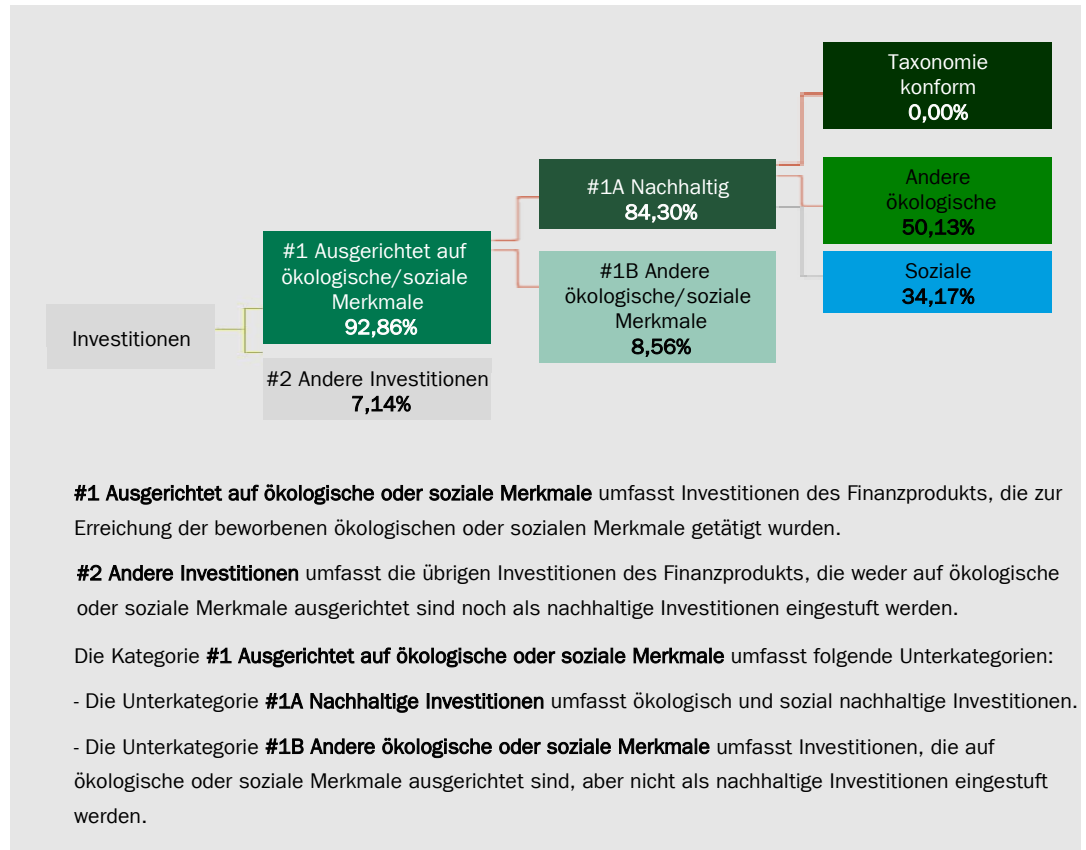 Taxonomie
konform
0,00%
Andere
ökologische
50,13%
Soziale
34,17%
#1A Nachhaltig
84,30%
#1B Andere
ökologische/soziale
Merkmale
8,56%
#1 Ausgerichtet auf
ökologische/soziale
Merkmale
92,86%
Investitionen
#2 Andere Investitionen
7,14%
#1 Ausgerichtet auf ökologische oder soziale Merkmale umfasst Investitionen des Finanzprodukts, die zur
Erreichung der beworbenen ökologischen oder sozialen Merkmale getätigt wurden.
#2 Andere Investitionen umfasst die übrigen Investitionen des Finanzprodukts, die weder auf ökologische
oder soziale Merkmale ausgerichtet sind noch als nachhaltige Investitionen eingestuft werden.
Die Kategorie #1 Ausgerichtet auf ökologische oder soziale Merkmale umfasst folgende Unterkategorien:
- Die Unterkategorie #1A Nachhaltige Investitionen umfasst ökologisch und sozial nachhaltige Investitionen.
- Die Unterkategorie #1B Andere ökologische oder soziale Merkmale umfasst Investitionen, die auf
ökologische oder soziale Merkmale ausgerichtet sind, aber nicht als nachhaltige Investitionen eingestuft
werden.